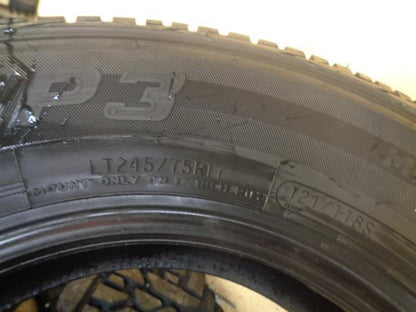 P3
LT245/75R17
MOUNT ONLY ON 17 INCH RIMS
121/118S